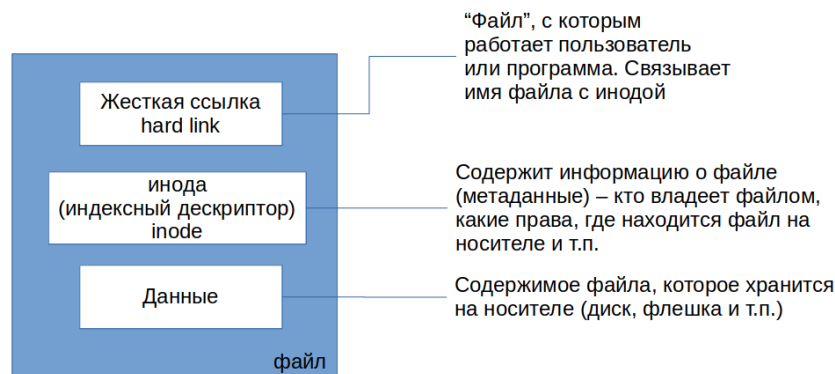 “Файл”, с которым
работает пользователь
или программа. Связывает
имя файла с инодой
Жесткая ссылка
hard link
инода
(индексный дескриптор)
inode
Содержит информацию о файле
(метаданные) – кто владеет файлом,
какие права, где находится файл на
носителе и т.п.
Данные
Содержимое файла, которое хранится
на носителе (диск, флешка и т.п.)
файл